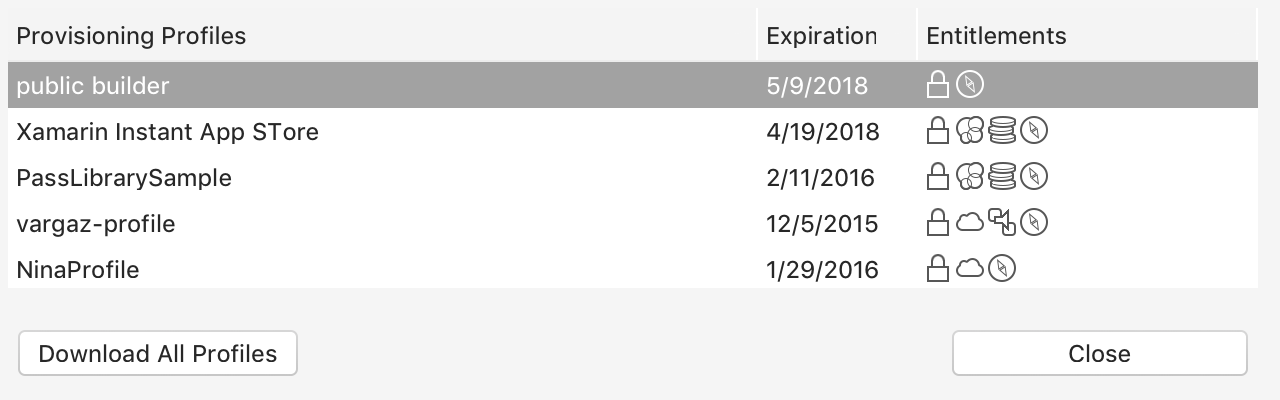 Provisioning Profiles Expiration Entitlements
public builder 5/9/2018
Xamarin Instant App STore 4/19/2018
PassLibrarySample 2/11/2016
vargaz-profile 12/5/2015
NinaProfile 1/29/2016
Download All Profiles Close